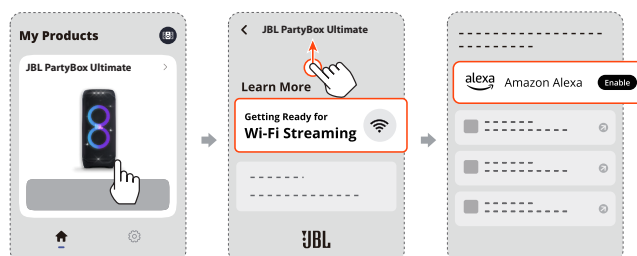 My Products
JBL PartyBox Ultimate
JBL PartyBox Ultimate
Learn More
Getting Ready for
Wi-Fi Streaming
JBL
alexa
Amazon Alexa
Enable